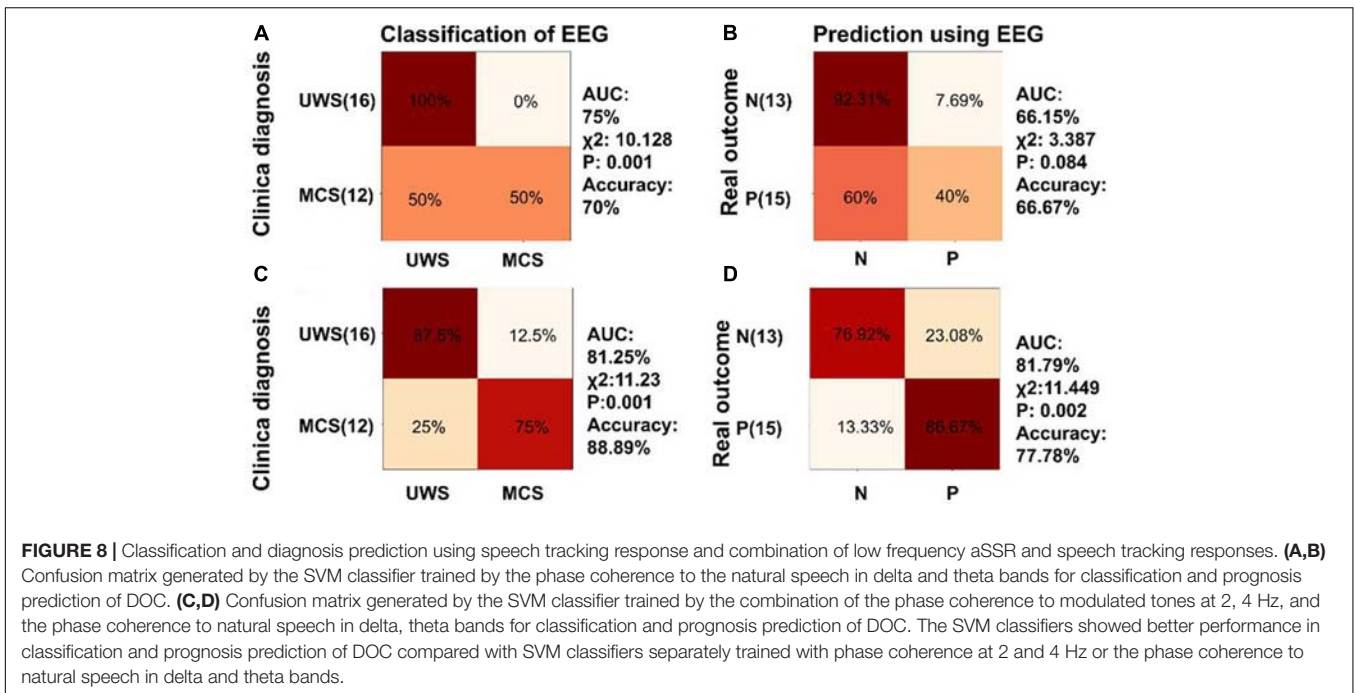 A
Classification of EEG
Clinica diagnosis
UWS(16)
100%
0%
MCS(12)
50%
50%
UWS
MCS
AUC:
75%
χ2: 10.128
P: 0.001
Accuracy:
70%
B
Prediction using EEG
Real outcome
N(13)
92.31%
7.69%
P(15)
60%
40%
N
P
AUC:
66.15%
χ2: 3.387
P: 0.084
Accuracy:
66.67%
C
Clinica diagnosis
UWS(16)
87.5%
12.5%
MCS(12)
25%
75%
UWS
MCS
AUC:
81.25%
χ2:11.23
P:0.001
Accuracy:
88.89%
D
Real outcome
N(13)
76.92%
23.08%
P(15)
13.33%
86.67%
N
P
AUC:
81.79%
χ2:11.449
P: 0.002
Accuracy:
77.78%
FIGURE 8 | Classification and diagnosis prediction using speech tracking response and combination of low frequency aSSR and speech tracking responses. (A,B)
Confusion matrix generated by the SVM classifier trained by the phase coherence to the natural speech in delta and theta bands for classification and prognosis
prediction of DOC. (C,D) Confusion matrix generated by the SVM classifier trained by the combination of the phase coherence to modulated tones at 2, 4 Hz, and
the phase coherence to natural speech in delta, theta bands for classification and prognosis prediction of DOC. The SVM classifiers showed better performance in
classification and prognosis prediction of DOC compared with SVM classifiers separately trained with phase coherence at 2 and 4 Hz or the phase coherence to
natural speech in delta and theta bands.